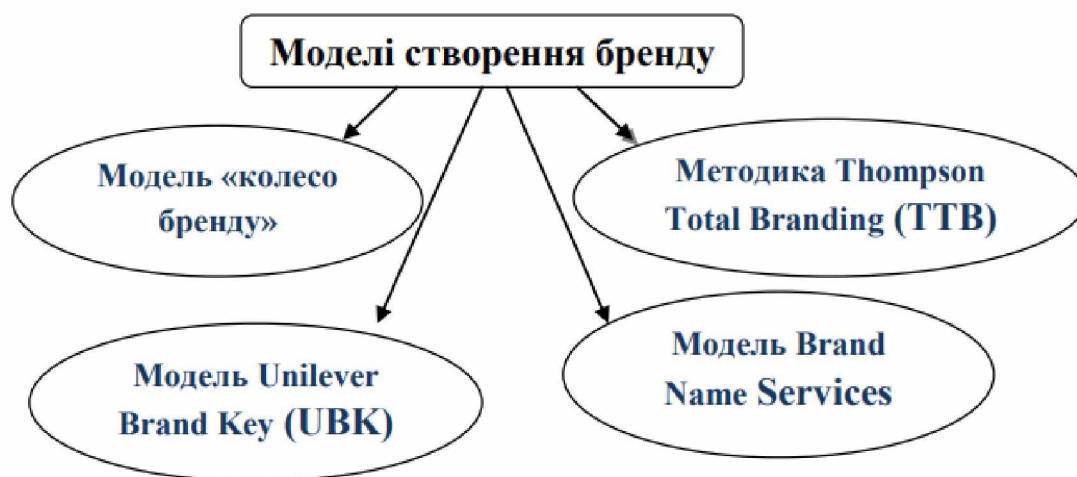 Моделі створення бренду
Модель «колесо
бренду»
Методика Thompson
Total Branding (TTB)
Модель Unilever
Brand Key (UBK)
Модель Brand
Name Services